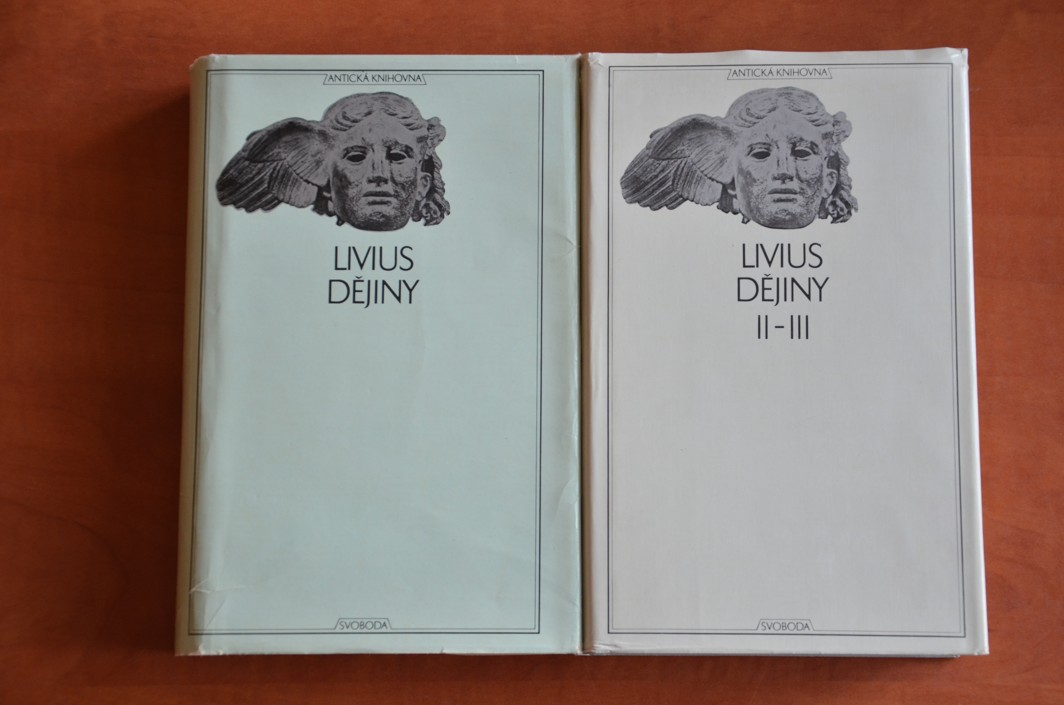 ANTICKÁ KNIHOVNA
LIVIUS
DĚJINY
SVOBODA
ANTICKÁ KNIHOVNA
LIVIUS
DĚJINY
II-III
SVOBODA